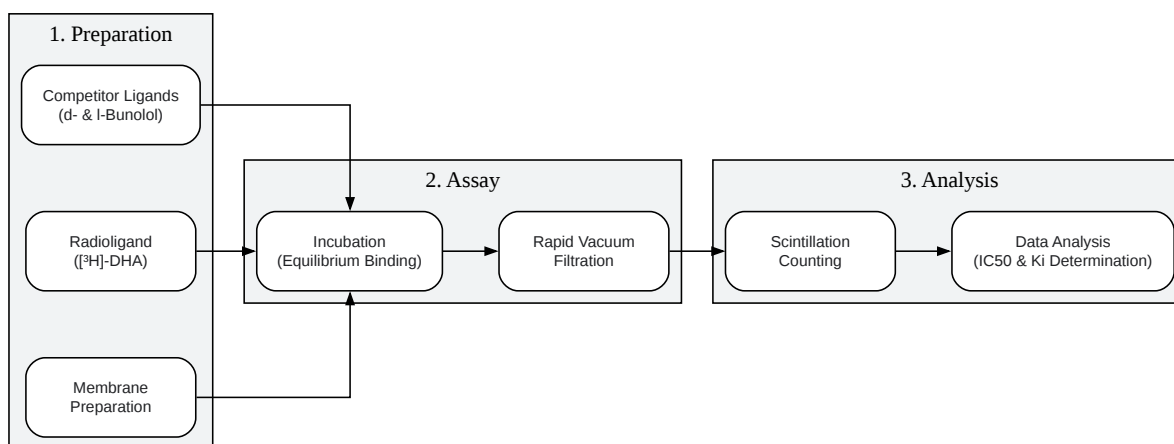 1. Preparation
Competitor Ligands
(d- & l-Bunolol)
Radioligand
([³H]-DHA)
Membrane
Preparation
2. Assay
Incubation
(Equilibrium Binding)
Rapid Vacuum
Filtration
3. Analysis
Scintillation
Counting
Data Analysis
(IC50 & Ki Determination)